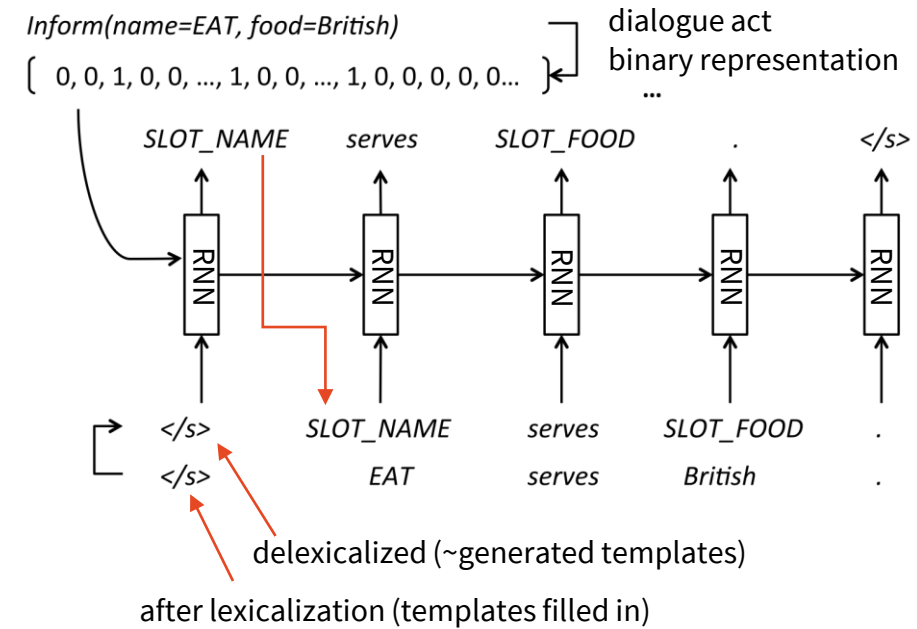 Inform(name=EAT, food=British)
dialogue act
binary representation
0, 0, 1, 0, 0, ..., 1, 0, 0, ..., 1, 0, 0, 0, 0, 0...
...
SLOT_NAME serves SLOT_FOOD . </s>
RNN RNN RNN RNN RNN
</s> SLOT_NAME serves SLOT_FOOD .
</s> EAT serves British .
delexicalized (~generated templates)
after lexicalization (templates filled in)